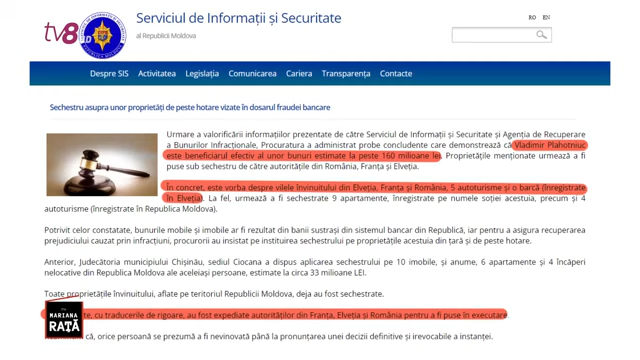 tv8
Serviciul de Informații și Securitate
al Republicii Moldova
RO EN
Despre SIS Activitatea Legislația Comunicarea Cariera Transparența Contacte
Sechestru asupra unor proprietăți de peste hotare vizate în dosarul fraudei bancare
Urmare a valorificării informațiilor prezentate de către Serviciul de Informații și Securitate și Agenția de Recuperare
a Bunurilor Infracționale, Procuratura a administrat probe concludente care demonstrează că Vladimir Plahotniuc
este beneficiarul efectiv al unor bunuri estimate la peste 160 milioane lei. Proprietățile menționate urmează a fi
puse sub sechestru de către autoritățile din România, Franța și Elveția.
În concret, este vorba despre vilele învinuitului din Elveția, Franța și România, 5 autoturisme și o barcă (înregistrate
în Elveția). La fel, urmează a fi sechestrate 9 apartamente, înregistrate pe numele soției acestuia, precum și 4
autoturisme (înregistrate în Republica Moldova).
Potrivit celor constatate, bunurile mobile și imobile ar fi rezultat din banii sustrași din sistemul bancar din Republică, iar pentru a asigura recuperarea
prejudiciului cauzat prin infracțiuni, procurorii au insistat pe instituirea sechestrului pe proprietățile acestuia din țară și de peste hotare.
Anterior, Judecătoria municipiului Chișinău, sediul Ciocana a dispus aplicarea sechestrului pe 10 imobile, și anume, 6 apartamente și 4 încăperi
nelocative din Republica Moldova ale aceleiași persoane, estimate la circa 33 milioane LEI.
Toate proprietățile învinuitului, aflate pe teritoriul Republicii Moldova, deja au fost sechestrate.
cu traducerile de rigoare, au fost expediate autorităților din Franța, Elveția și România pentru a fi puse în executare.
MARIANA
RAȚĂ
că, orice persoană se prezumă a fi nevinovată până la pronunțarea unei decizii definitive și irevocabile a instanței.